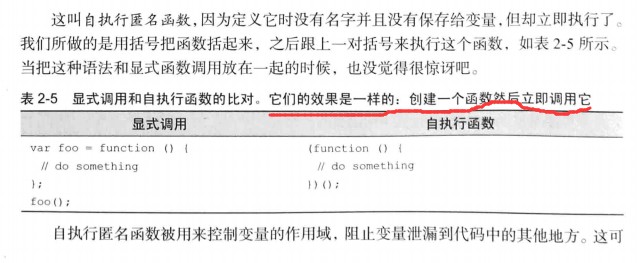 这叫自执行匿名函数,因为定义它时没有名字并且没有保存给变量,但却立即执行了。
我们所做的是用括号把函数括起来，之后跟上一对括号来执行这个函数，如表 2-5 所示。
当把这种语法和显式函数调用放在一起的时候，也没觉得很惊讶吧。
表 2-5 显式调用和自执行函数的比对。它们的效果是一样的：创建一个函数然后立即调用它
显式调用 自执行函数
var foo = function () { (function () {
// do something // do something
}; })();
foo();
自执行匿名函数被用来控制变量的作用域，阻止变量泄漏到代码中的其他地方。这可